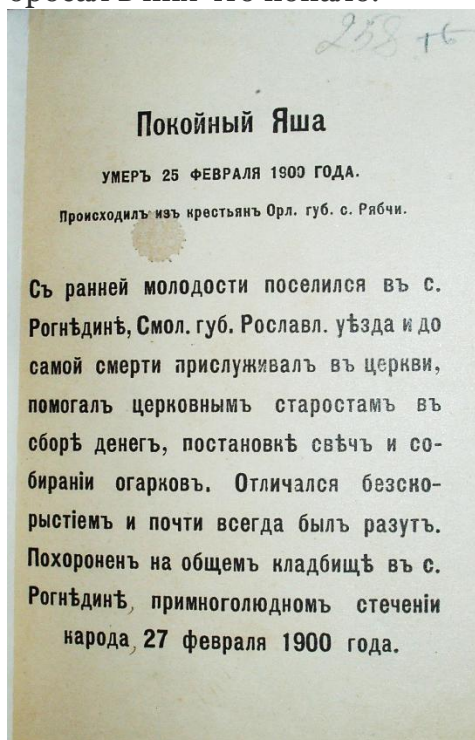 258 + б
Покойный Яша
УМЕРЪ 25 ФЕВРАЛЯ 1900 ГОДА.
Происходилъ изъ крестьянъ Орл. губ. с. Рябчи.
Съ ранней молодости поселился въ с.
Рогнѣдинѣ, Смол. губ. Рославл. уѣзда и до
самой смерти прислуживалъ въ церкви,
помогалъ церковнымъ старостамъ въ
сборѣ денегъ, постановкѣ свѣчъ и со-
бираніи огарковъ. Отличался безско-
рыстіемъ и почти всегда былъ разутъ.
Похороненъ на общемъ кладбищѣ въ с.
Рогнѣдинѣ, примноголюдномъ стеченіи
народа, 27 февраля 1900 года.